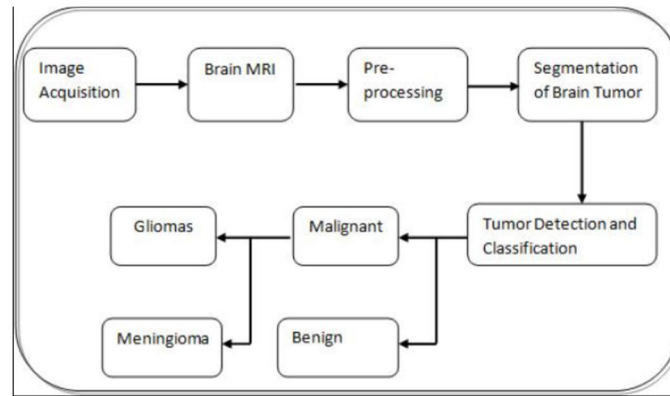 Image
Acquisition
Brain MRI
Pre-
processing
Segmentation
of Brain Tumor
Tumor Detection and
Classification
Malignant
Gliomas
Benign
Meningioma